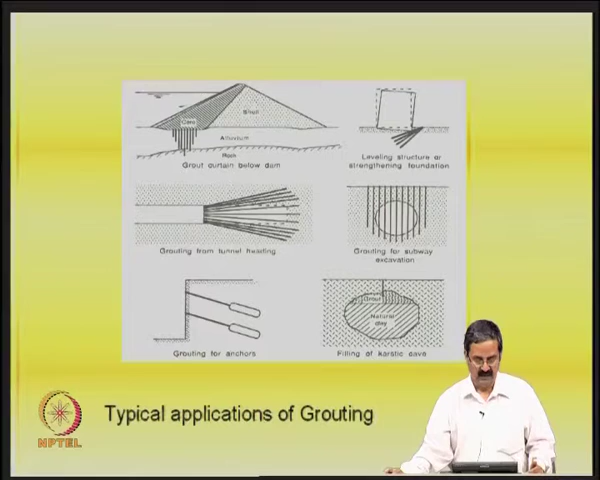 Shell
Core
Alluvium
Rock
Grout curtain below dam
Leveling structure or
strengthening foundation
Grouting from tunnel heading
Grouting for subway
excavation
Grout
Natural
clay
Grouting for anchors
Filling of karstic cave
Typical applications of Grouting
NPTEL